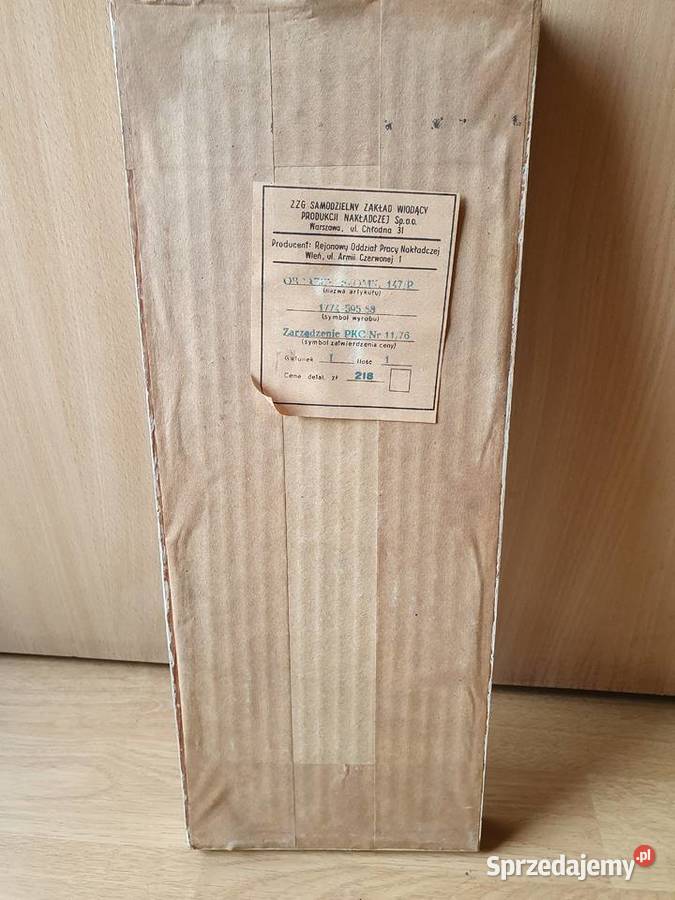 ZZG SAMODZIELNY ZAKŁAD WIODĄCY
PRODUKCJI NAKŁADCZEJ Sp.o.o.
Warszawa, ul. Chłodna 31
Producent: Rejonowy Oddział Pracy Nakładczej
Wleń, ul. Armii Czerwonej 1
147/P
(nazwa artykułu)
(symbol wyrobu)
Zarządzenie PKC Nr 11/76
(symbol zatwierdzenia ceny)
Gatunek I Ilość 1
Cena detal. zł 218
Sprzedajemy.pl